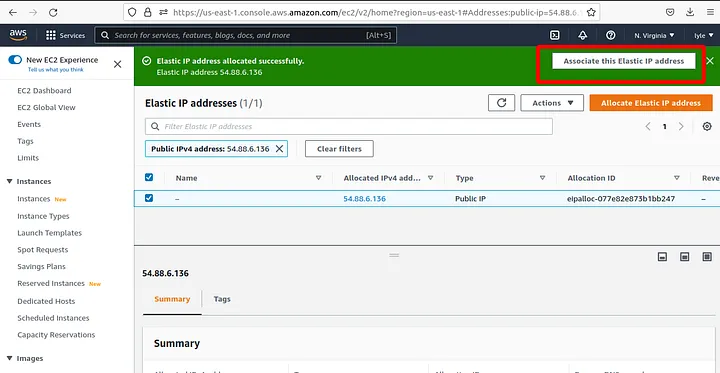 https://us-east-1.console.aws.amazon.com/ec2/v2/home?region=us-east-1#Addresses:public-ip=54.88.6.
aws
Services
Search for services, features, blogs, docs, and more
[Alt+S]
N. Virginia
lyle
New EC2 Experience
Tell us what you think
EC2 Dashboard
EC2 Global View
Events
Tags
Limits
Instances
Instances New
Instance Types
Launch Templates
Spot Requests
Savings Plans
Reserved Instances New
Dedicated Hosts
Scheduled Instances
Capacity Reservations
Images
Elastic IP address allocated successfully.
Elastic IP address 54.88.6.136
Associate this Elastic IP address
Elastic IP addresses (1/1)
Actions
Allocate Elastic IP address
Filter Elastic IP addresses
1
Public IPv4 address: 54.88.6.136
Clear filters
Name
Allocated IPv4 add...
Type
Allocation ID
Reve
–
54.88.6.136
Public IP
eipalloc-077e82e873b1bb247
–
54.88.6.136
Summary
Tags
Summary